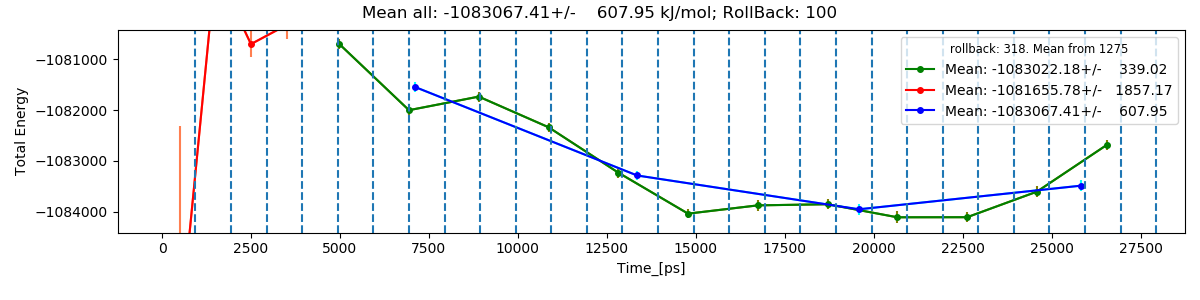 Mean all: -1083067.41+/-    607.95 kJ/mol; RollBack: 100
rollback: 318. Mean from 1275
Mean: -1083022.18+/-    339.02
Mean: -1081655.78+/-   1857.17
Mean: -1083067.41+/-    607.95
Total Energy
−1081000
−1082000
−1083000
−1084000
0 2500 5000 7500 10000 12500 15000 17500 20000 22500 25000 27500
Time_[ps]